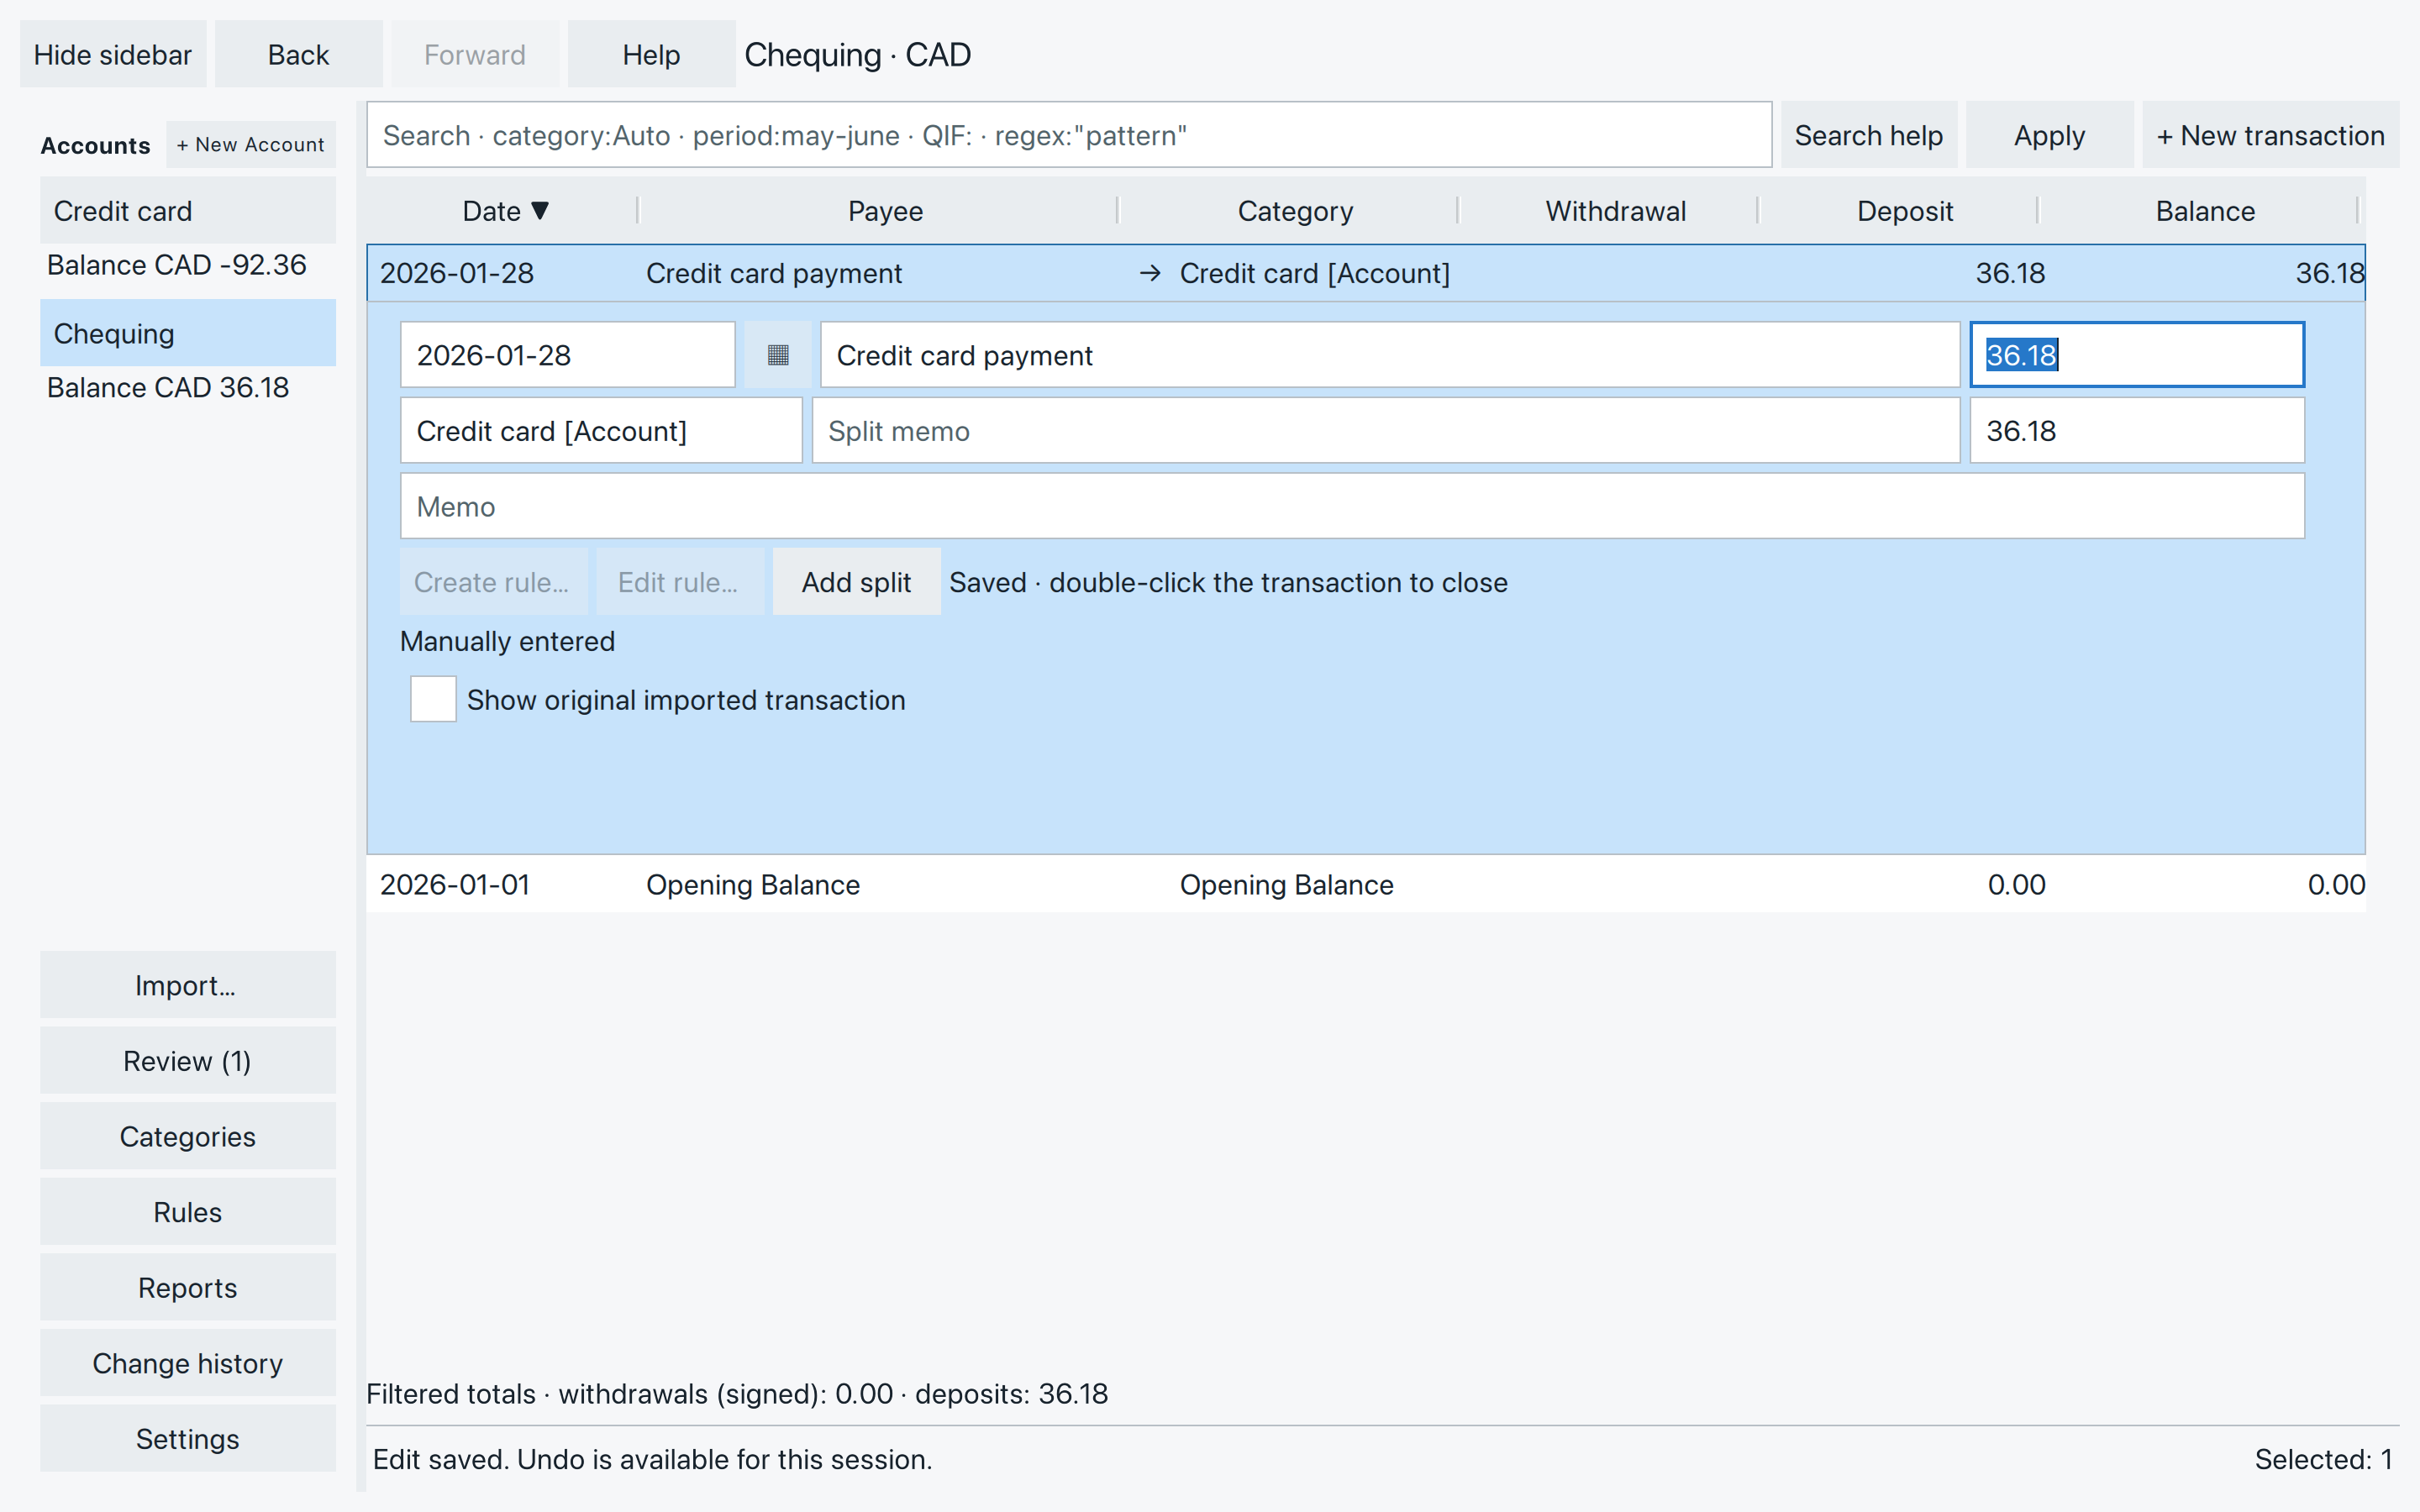 Hide sidebar Back Forward Help Chequing · CAD
Accounts + New Account
Search · category:Auto · period:may-june · QIF: · regex:"pattern" Search help Apply + New transaction
Credit card
Balance CAD -92.36
Chequing
Balance CAD 36.18
Date ▼ Payee Category Withdrawal Deposit Balance
2026-01-28 Credit card payment → Credit card [Account] 36.18 36.18
2026-01-28 Credit card payment 36.18
Credit card [Account] Split memo 36.18
Memo
Create rule... Edit rule... Add split Saved · double-click the transaction to close
Manually entered
Show original imported transaction
2026-01-01 Opening Balance Opening Balance 0.00 0.00
Import...
Review (1)
Categories
Rules
Reports
Change history
Settings
Filtered totals · withdrawals (signed): 0.00 · deposits: 36.18
Edit saved. Undo is available for this session. Selected: 1